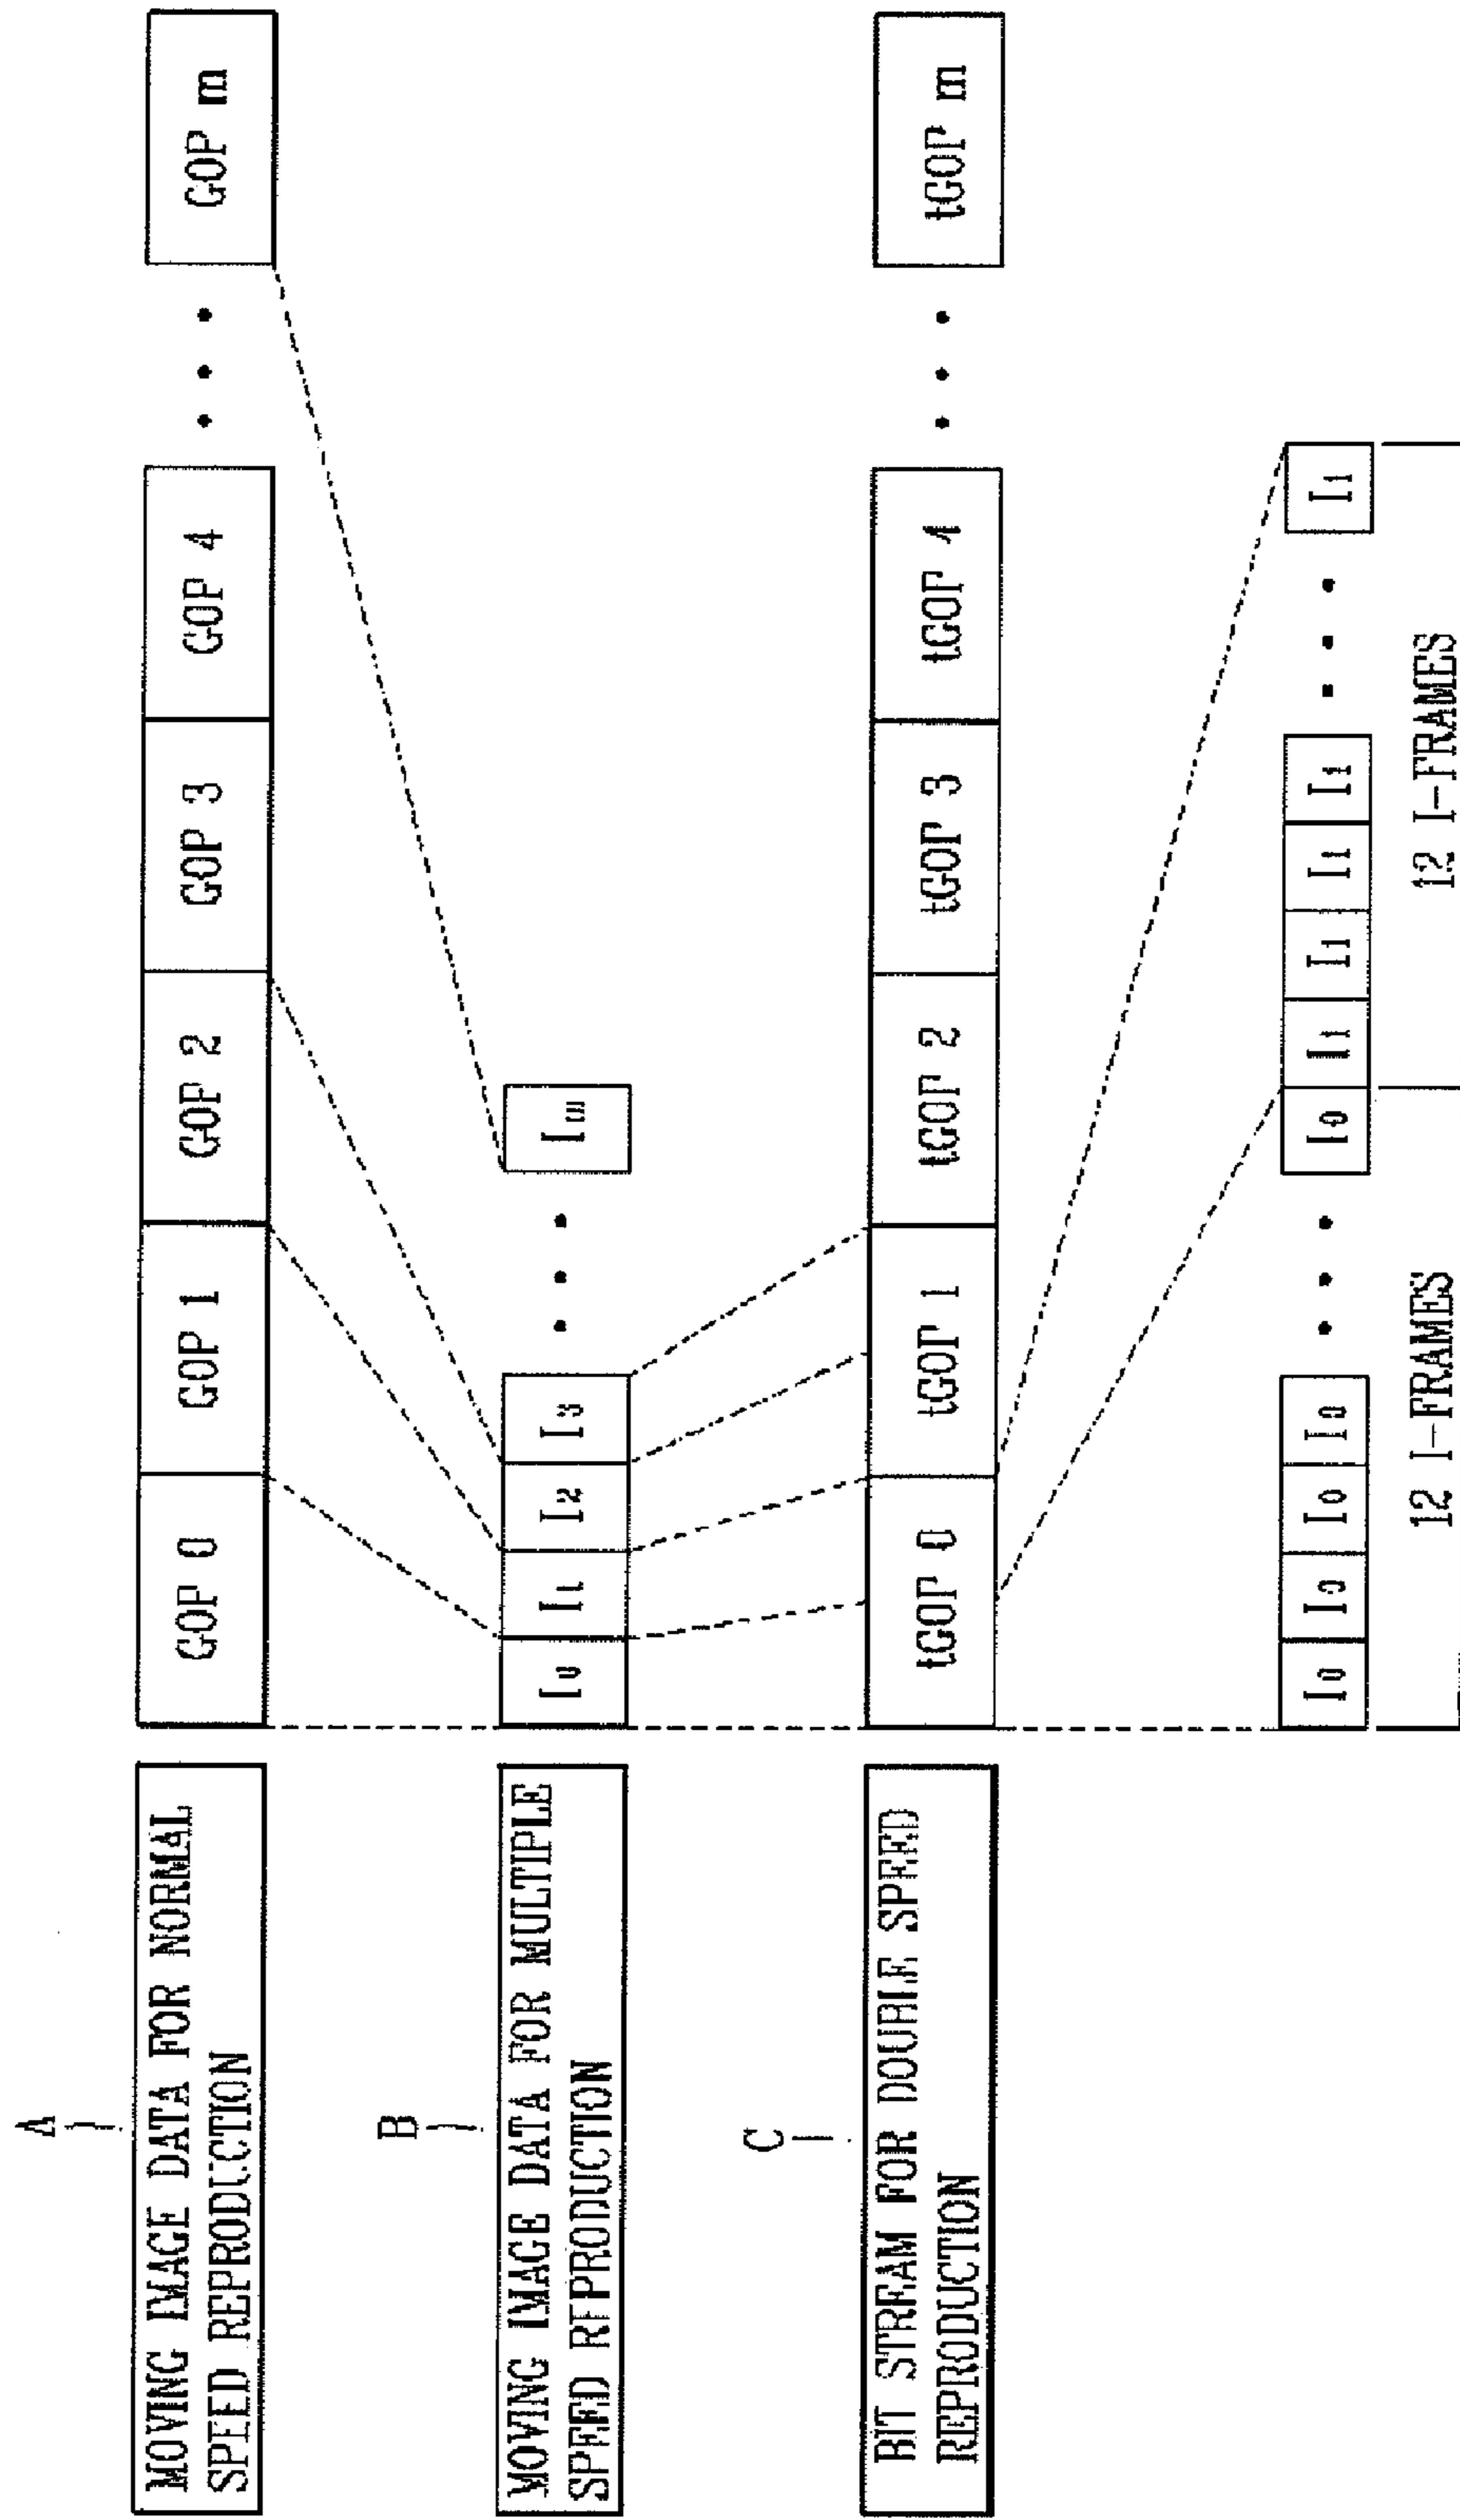 A
MOVING IMAGE DATA FOR NORMAL
SPEED REPRODUCTION
GOP 0 GOP 1 GOP 2 GOP 3 GOP 4 • • • GOP m
B
MOVING IMAGE DATA FOR MULTIPLE
SPEED REPRODUCTION
I0 I1 I2 I3 • • • Im
C
BIT STREAM FOR DOUBLE SPEED
REPRODUCTION
tGOP 0 tGOP 1 tGOP 2 tGOP 3 tGOP 4 • • • tGOP m
I0 I0 I0 I0 • • • I0 I1 I1 I1 I1 • • • I1
12 I-FRAMES 12 I-FRAMES